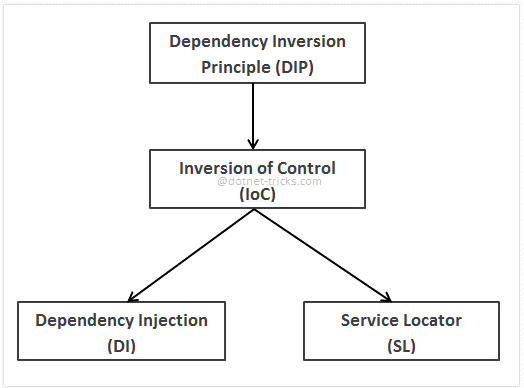 Dependency Inversion
Principle (DIP)
Inversion of Control
@dotnet-tricks.com
(IoC)
Dependency Injection
(DI)
Service Locator
(SL)